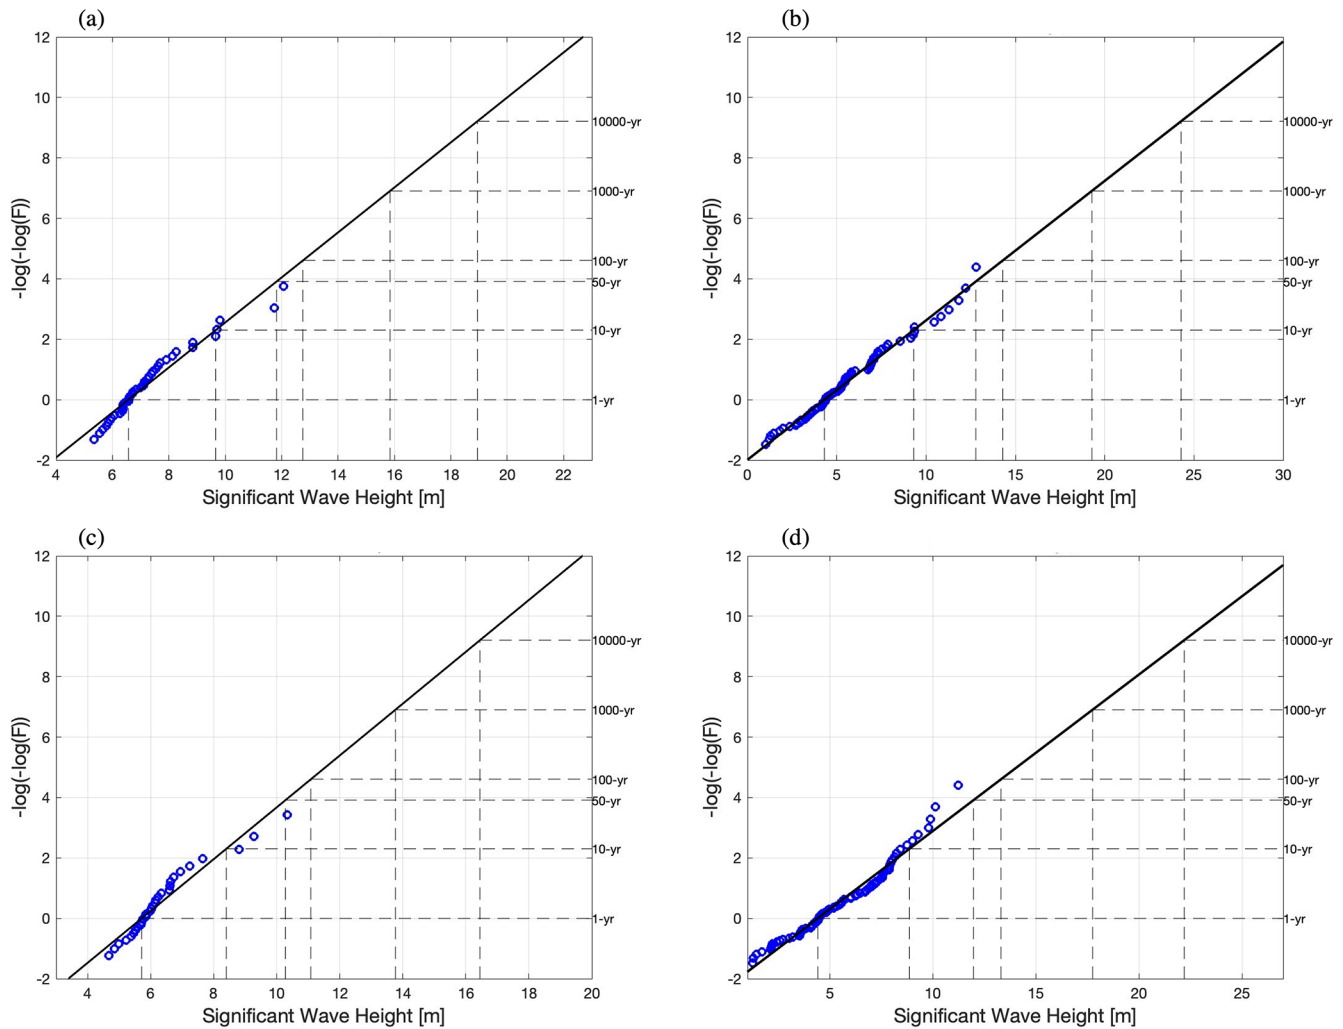 (a)
12
10
8
6
4
2
0
-2
-log(-log(F))
10000-yr
1000-yr
100-yr
50-yr
10-yr
1-yr
4 6 8 10 12 14 16 18 20 22
Significant Wave Height [m]
(b)
12
10
8
6
4
2
0
-2
-log(-log(F))
10000-yr
1000-yr
100-yr
50-yr
10-yr
1-yr
0 5 10 15 20 25 30
Significant Wave Height [m]
(c)
12
10
8
6
4
2
0
-2
-log(-log(F))
10000-yr
1000-yr
100-yr
50-yr
10-yr
1-yr
4 6 8 10 12 14 16 18 20
Significant Wave Height [m]
(d)
12
10
8
6
4
2
0
-2
-log(-log(F))
10000-yr
1000-yr
100-yr
50-yr
10-yr
1-yr
5 10 15 20 25
Significant Wave Height [m]